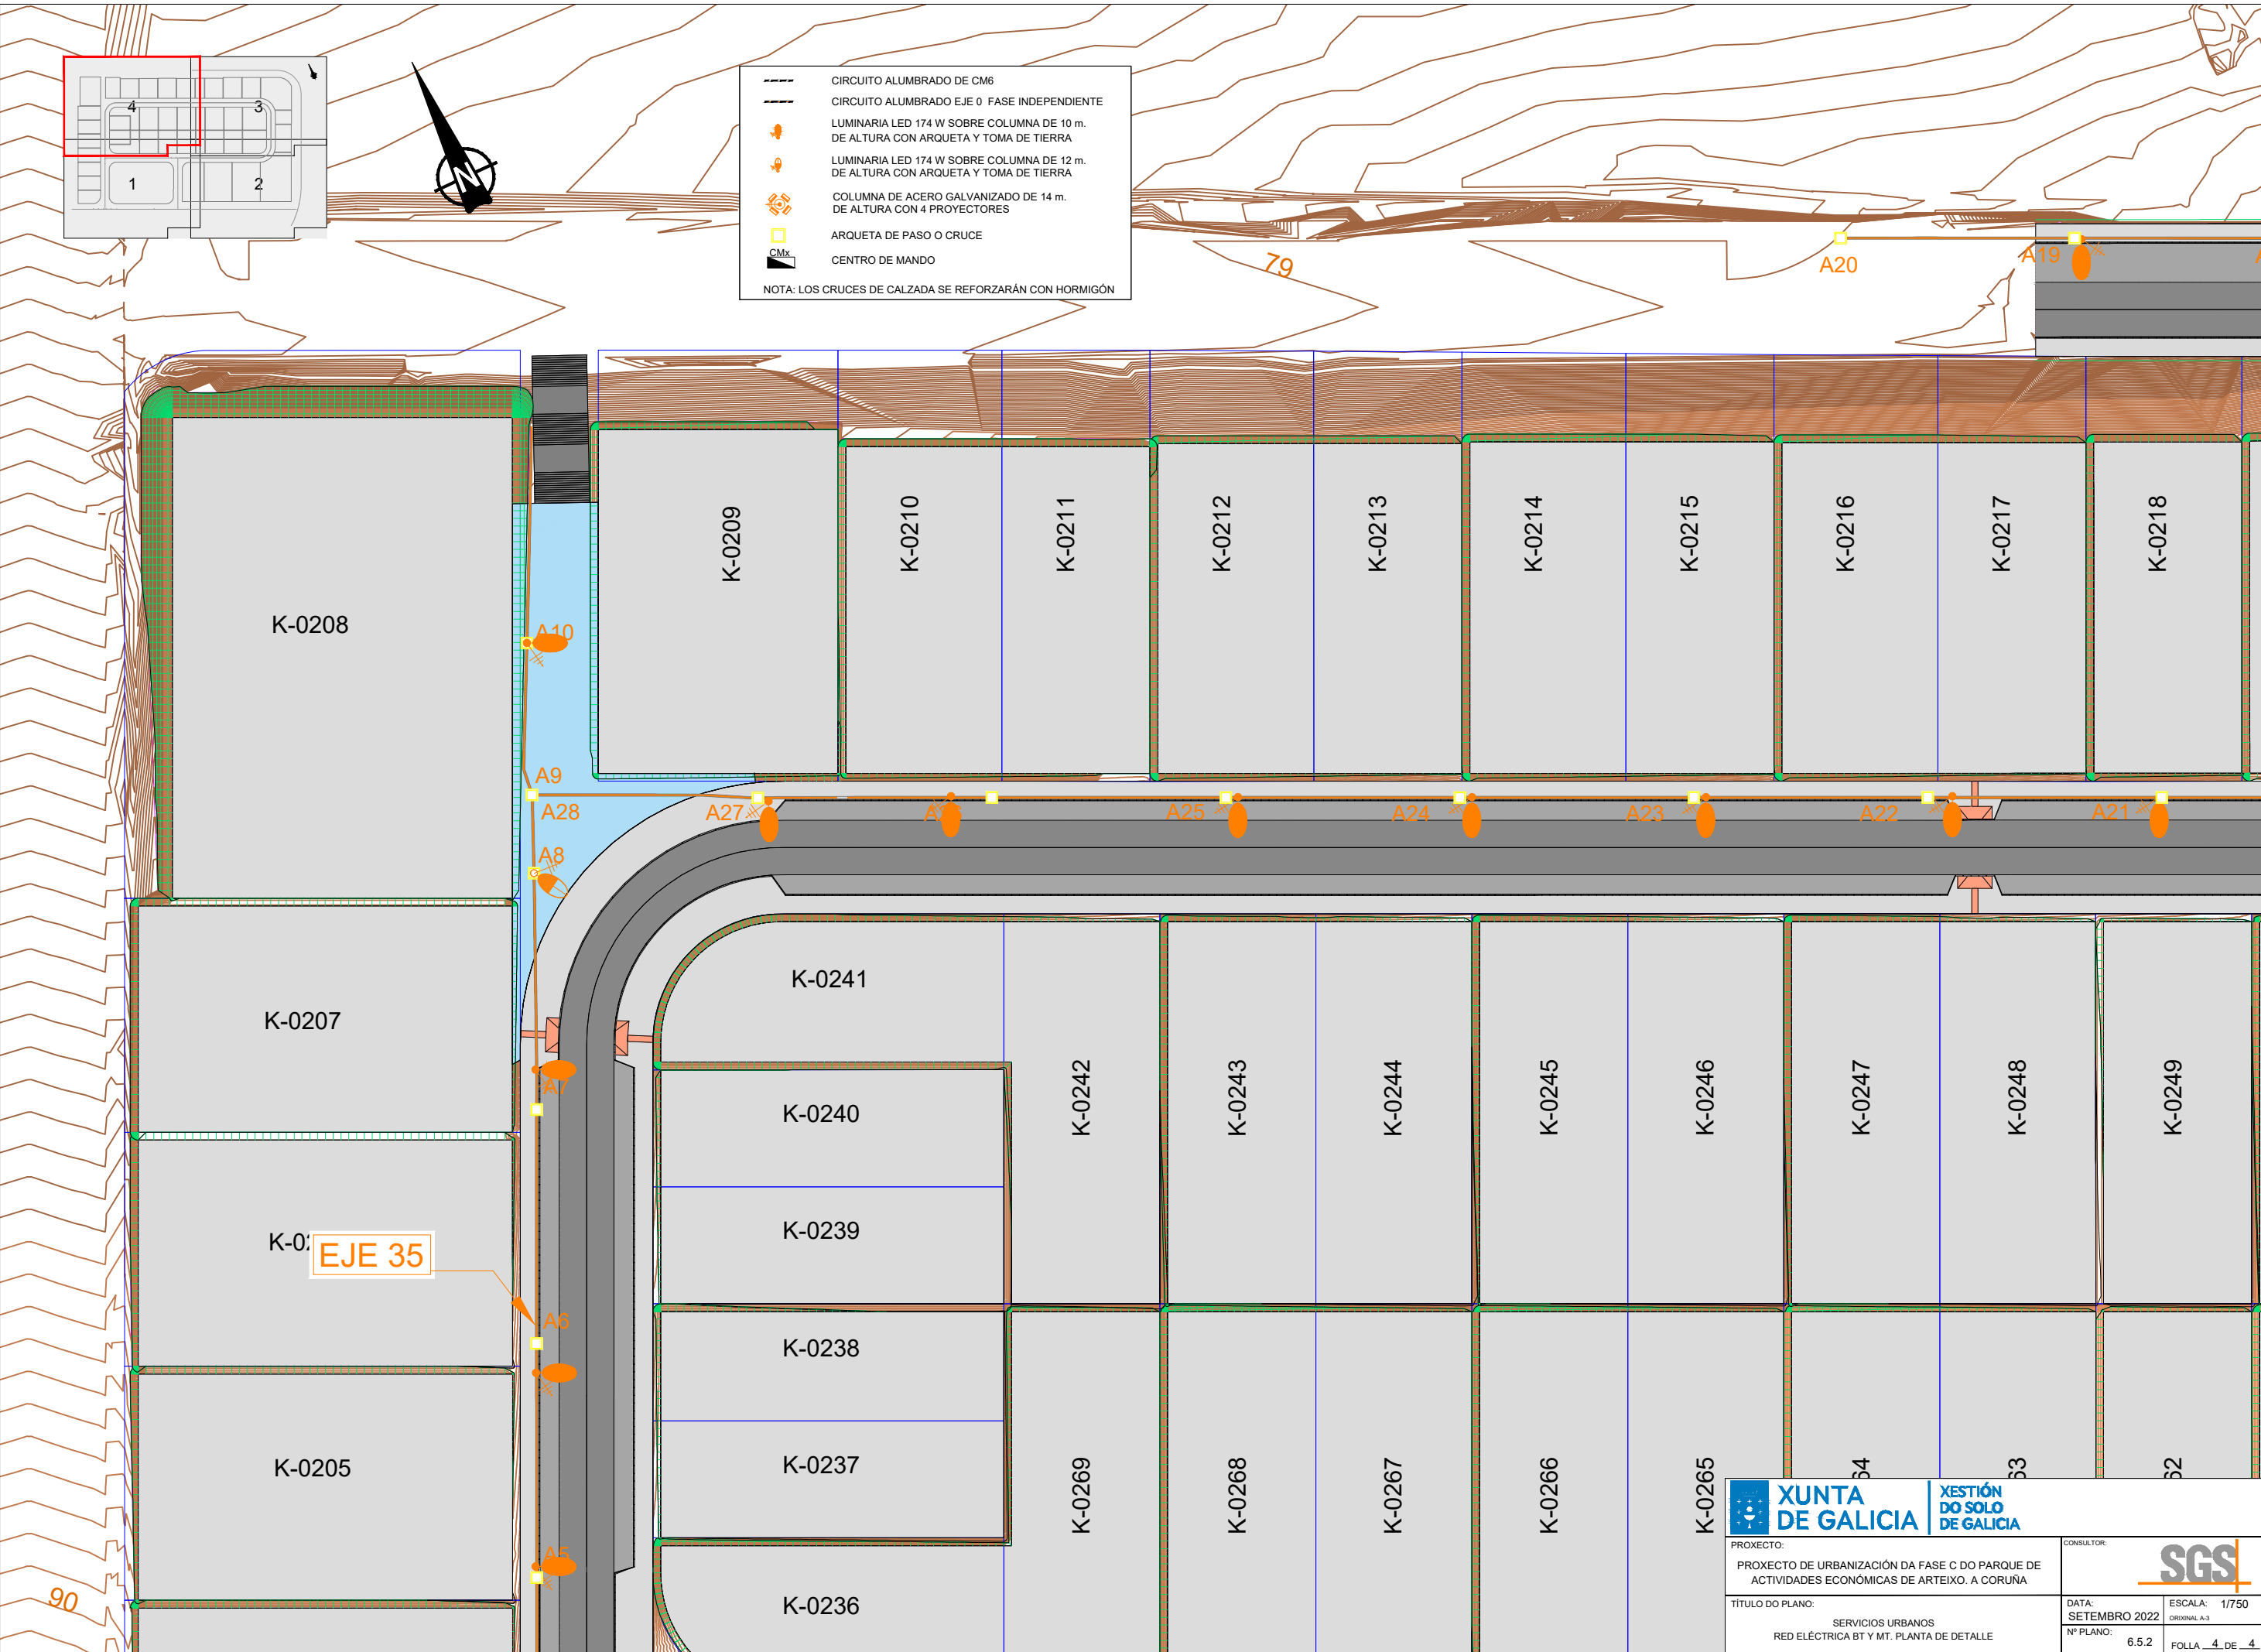 4
3
1
2
N
CIRCUITO ALUMBRADO DE CM6
CIRCUITO ALUMBRADO EJE 0 FASE INDEPENDIENTE
LUMINARIA LED 174 W SOBRE COLUMNA DE 10 m.
DE ALTURA CON ARQUETA Y TOMA DE TIERRA
LUMINARIA LED 174 W SOBRE COLUMNA DE 12 m.
DE ALTURA CON ARQUETA Y TOMA DE TIERRA
COLUMNA DE ACERO GALVANIZADO DE 14 m.
DE ALTURA CON 4 PROYECTORES
ARQUETA DE PASO O CRUCE
CMx
CENTRO DE MANDO
NOTA: LOS CRUCES DE CALZADA SE REFORZARÁN CON HORMIGÓN
79
A20
A19
K-0208
K-0209
K-0210
K-0211
K-0212
K-0213
K-0214
K-0215
K-0216
K-0217
K-0218
A10
A9
A28
A27
A25
A24
A23
A22
A21
A8
K-0207
K-0241
A7
K-0240
K-0242
K-0243
K-0244
K-0245
K-0246
K-0247
K-0248
K-0249
K-0239
EJE 35
A6
K-0238
K-0205
K-0237
K-0269
K-0268
K-0267
K-0266
K-0265
64
63
62
A5
90
K-0236
XUNTA
DE GALICIA
XESTIÓN
DO SOLO
DE GALICIA
PROXECTO:
PROXECTO DE URBANIZACIÓN DA FASE C DO PARQUE DE
ACTIVIDADES ECONÓMICAS DE ARTEIXO. A CORUÑA
CONSULTOR:
SGS
TÍTULO DO PLANO:
SERVICIOS URBANOS
RED ELÉCTRICA BT Y MT. PLANTA DE DETALLE
DATA:
SETEMBRO 2022
ESCALA: 1/750
ORIXINAL A-3
Nº PLANO:
6.5.2
FOLLA 4 DE 4